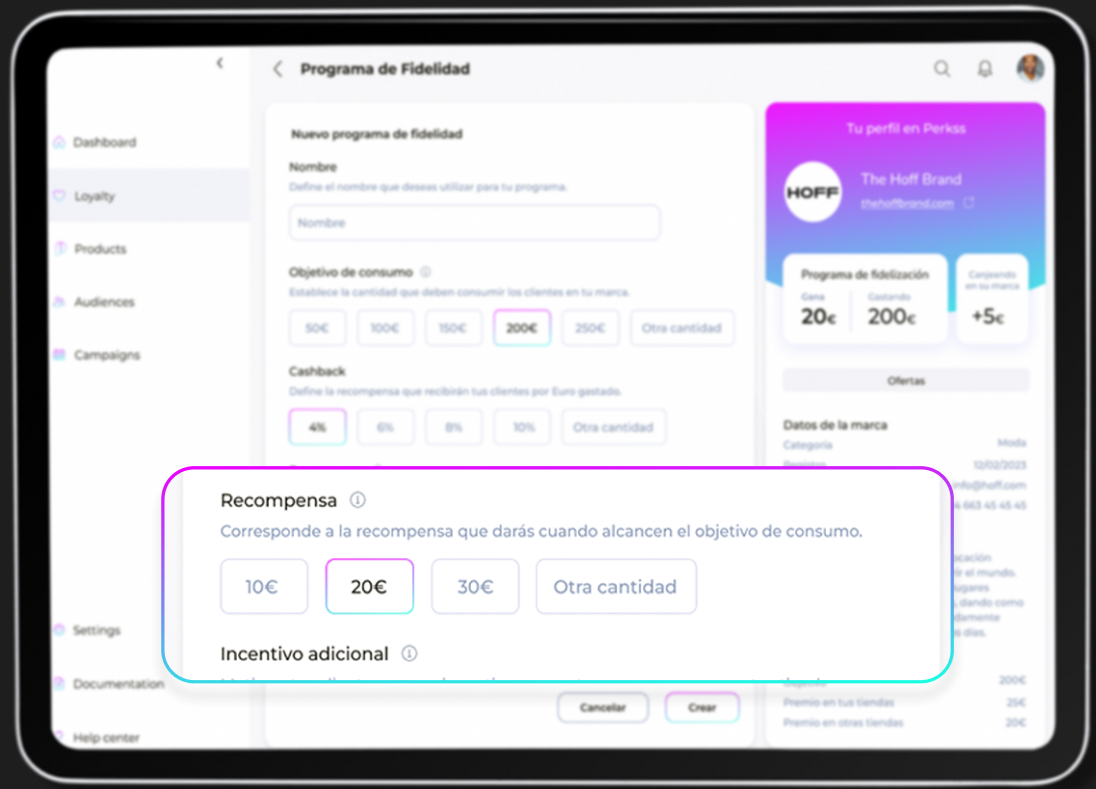 Programa de Fidelidad
Dashboard
Loyalty
Products
Audiences
Campaigns
Settings
Documentation
Help center
Nuevo programa de fidelidad
Nombre
Define el nombre que deseas utilizar para tu programa.
Nombre
Objetivo de consumo
Establece la cantidad que deben consumir los clientes en tu marca.
50€ 100€ 150€ 200€ 250€ Otra cantidad
Cashback
Define la recompensa que recibirán tus clientes por Euro gastado.
4% 6% 8% 10% Otra cantidad
Recompensa
Corresponde a la recompensa que darás cuando alcancen el objetivo de consumo.
10€ 20€ 30€ Otra cantidad
Incentivo adicional
Cancelar Crear
Tu perfil en Perkss
HOFF
The Hoff Brand
thehoffbrand.com
Programa de fidelización
Gana Gastando
20€ 200€
Canjeando
en su marca
+5€
Ofertas
Datos de la marca
Categoría Moda
12/02/2023
info@hoff.com
663 45 45 45
el mundo.
dando como
días.
200€
Premio en tus tiendas 25€
Premio en otras tiendas 20€